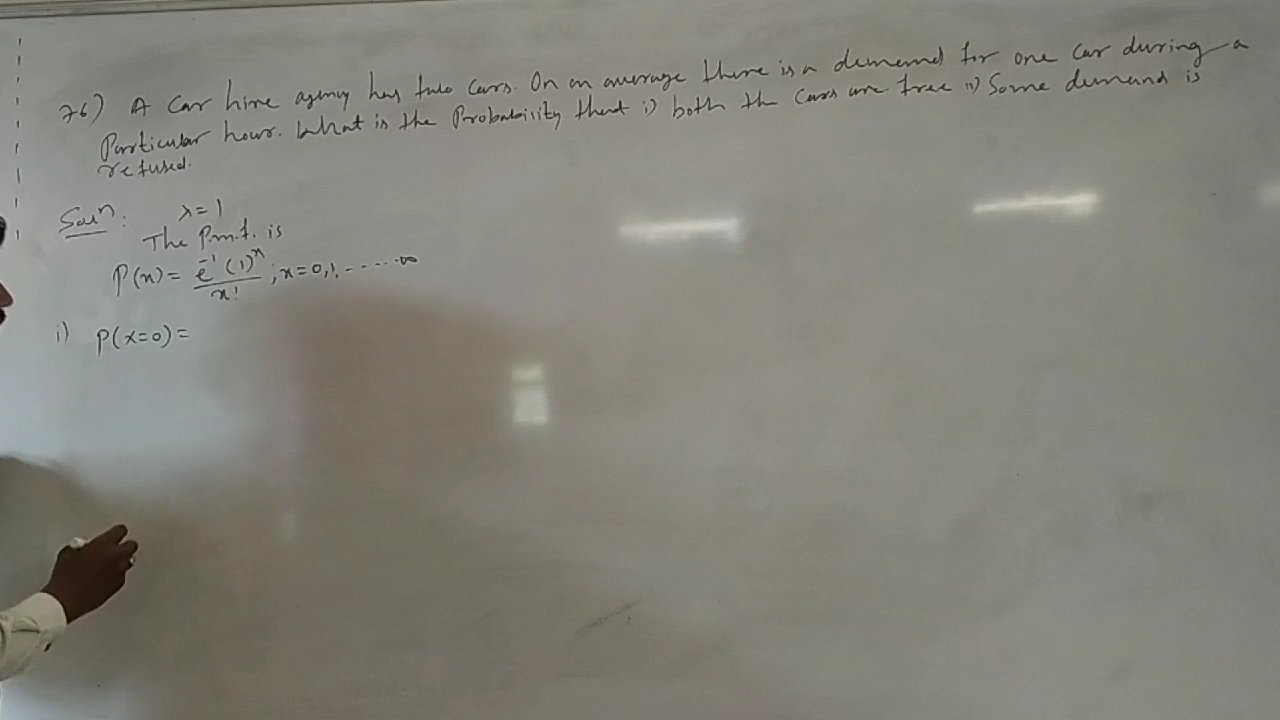 76) A Car hire agency has two Cars. On an average there is a demand for one Car during a
Particular hour. What is the Probability that i) both the Cars are free ii) Some demand is
refused.
Solⁿ: λ=1
The P.m.f. is
P(x)= e⁻¹ (1)ˣ / x! ; x=0,1,-----∞
i) P(x=0)=